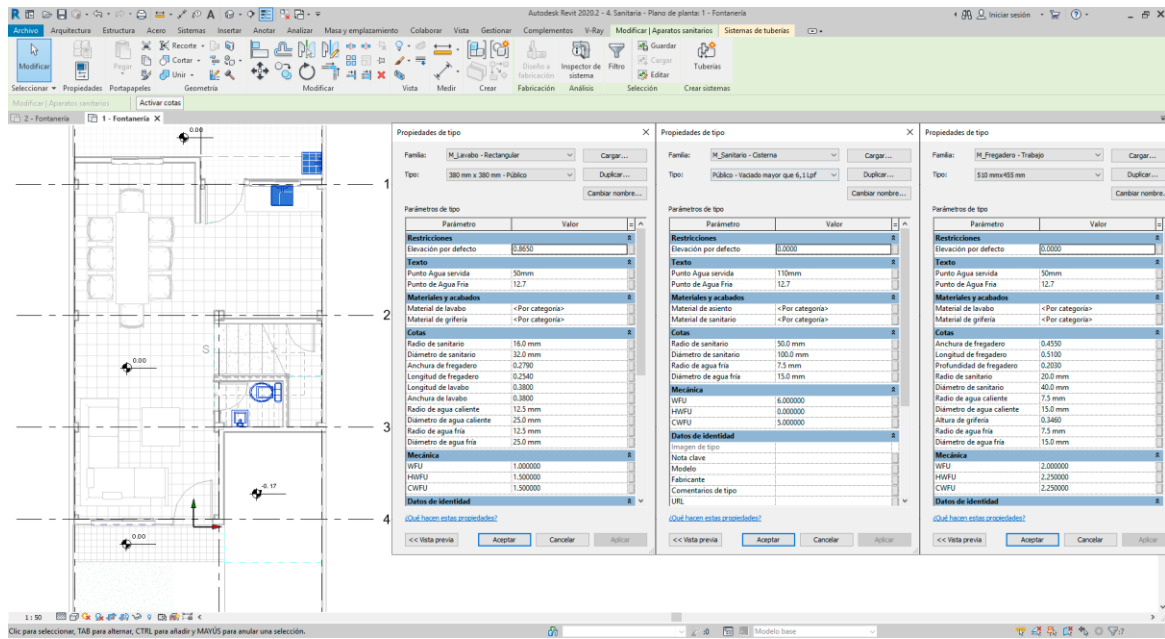 Autodesk Revit 2020.2 - 4. Sanitaria - Plano de planta: 1 - Fontanería
Iniciar sesión
Archivo Arquitectura Estructura Acero Sistemas Insertar Anotar Analizar Masa y emplazamiento Colaborar Vista Gestionar Complementos V-Ray Modificar | Aparatos sanitarios Sistemas de tuberías
Modificar
Pegar
Recorte
Cortar
Unir
Diseño a fabricación
Inspector de sistema
Filtro
Guardar
Cargar
Editar
Tuberías
Seleccionar Propiedades Portapapeles Geometría Modificar Vista Medir Crear Fabricación Análisis Selección Crear sistemas
Modificar | Aparatos sanitarios Activar cotas
2 - Fontanería 1 - Fontanería X
0.00
1
2
S
0.00
3
-0.17
4
0.00
Propiedades de tipo
Familia: M_Lavabo - Rectangular Cargar...
Tipo: 380 mm x 380 mm - Público Duplicar...
Cambiar nombre...
Parámetros de tipo
Parámetro Valor =
Restricciones
Elevación por defecto 0.8650
Texto
Punto Agua servida 50mm
Punto de Agua Fria 12.7
Materiales y acabados
Material de lavabo <Por categoría>
Material de grifería <Por categoría>
Cotas
Radio de sanitario 16.0 mm
Diámetro de sanitario 32.0 mm
Anchura de fregadero 0.2790
Longitud de fregadero 0.2540
Longitud de lavabo 0.3800
Anchura de lavabo 0.3800
Radio de agua caliente 12.5 mm
Diámetro de agua caliente 25.0 mm
Radio de agua fría 12.5 mm
Diámetro de agua fría 25.0 mm
Mecánica
WFU 1.000000
HWFU 1.500000
CWFU 1.500000
Datos de identidad
¿Qué hacen estas propiedades?
<< Vista previa Aceptar Cancelar Aplicar
Propiedades de tipo
Familia: M_Sanitario - Cisterna Cargar...
Tipo: Público - Vaciado mayor que 6,1 Lpf Duplicar...
Cambiar nombre...
Parámetros de tipo
Parámetro Valor =
Restricciones
Elevación por defecto 0.0000
Texto
Punto Agua servida 110mm
Punto de Agua Fria 12.7
Materiales y acabados
Material de asiento <Por categoría>
Material de sanitario <Por categoría>
Cotas
Radio de sanitario 50.0 mm
Diámetro de sanitario 100.0 mm
Radio de agua fría 7.5 mm
Diámetro de agua fría 15.0 mm
Mecánica
WFU 6.000000
HWFU 0.000000
CWFU 5.000000
Datos de identidad
Imagen de tipo
Nota clave
Modelo
Fabricante
Comentarios de tipo
URL
¿Qué hacen estas propiedades?
<< Vista previa Aceptar Cancelar Aplicar
Propiedades de tipo
Familia: M_Fregadero - Trabajo Cargar...
Tipo: 510 mmx455 mm Duplicar...
Cambiar nombre.
Parámetros de tipo
Parámetro Valor =
Restricciones
Elevación por defecto 0.0000
Texto
Punto Agua servida 50mm
Punto de Agua Fria 12.7
Materiales y acabados
Material de lavabo <Por categoría>
Material de grifería <Por categoría>
Cotas
Anchura de fregadero 0.4550
Longitud de fregadero 0.5100
Profundidad de fregadero 0.2030
Radio de sanitario 20.0 mm
Diámetro de sanitario 40.0 mm
Radio de agua caliente 7.5 mm
Diámetro de agua caliente 15.0 mm
Altura de grifería 0.3460
Radio de agua fría 7.5 mm
Diámetro de agua fría 15.0 mm
Mecánica
WFU 2.000000
HWFU 2.250000
CWFU 2.250000
Datos de identidad
¿Qué hacen estas propiedades?
<< Vista previa Aceptar Cancelar Aplicar
1 : 50
Clic para seleccionar, TAB para alternar, CTRL para añadir y MAYÚS para anular una selección.
:0 Modelo base